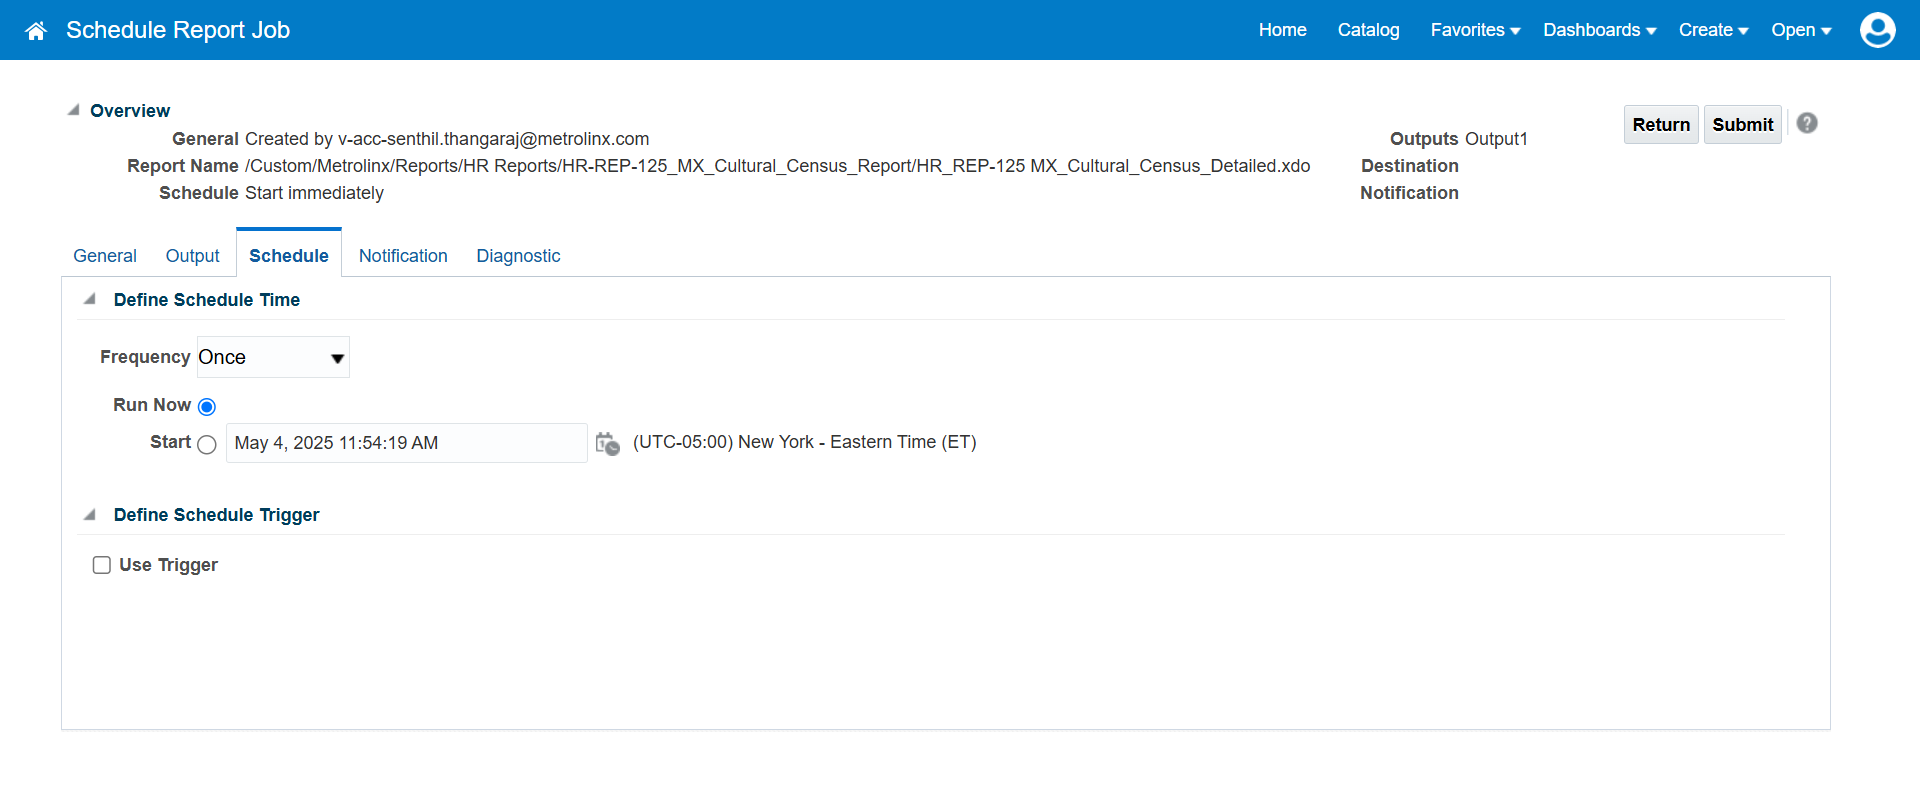 Schedule Report Job
Home Catalog Favorites Dashboards Create Open
Overview
General Created by v-acc-senthil.thangaraj@metrolinx.com
Report Name /Custom/Metrolinx/Reports/HR Reports/HR-REP-125_MX_Cultural_Census_Report/HR_REP-125 MX_Cultural_Census_Detailed.xdo
Schedule Start immediately
Outputs Output1
Destination
Notification
Return Submit ?
General Output Schedule Notification Diagnostic
Define Schedule Time
Frequency Once
Run Now
Start May 4, 2025 11:54:19 AM (UTC-05:00) New York - Eastern Time (ET)
Define Schedule Trigger
Use Trigger